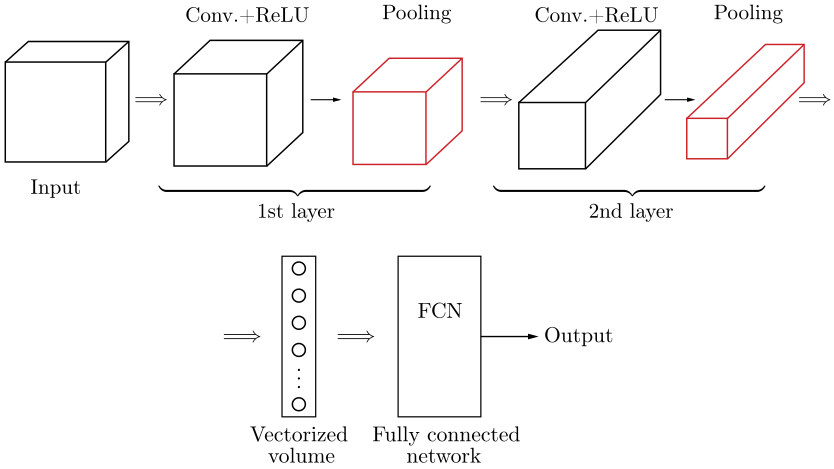 Conv.+ReLU
Pooling
Conv.+ReLU
Pooling
Input
1st layer
2nd layer
FCN
Output
Vectorized
volume
Fully connected
network